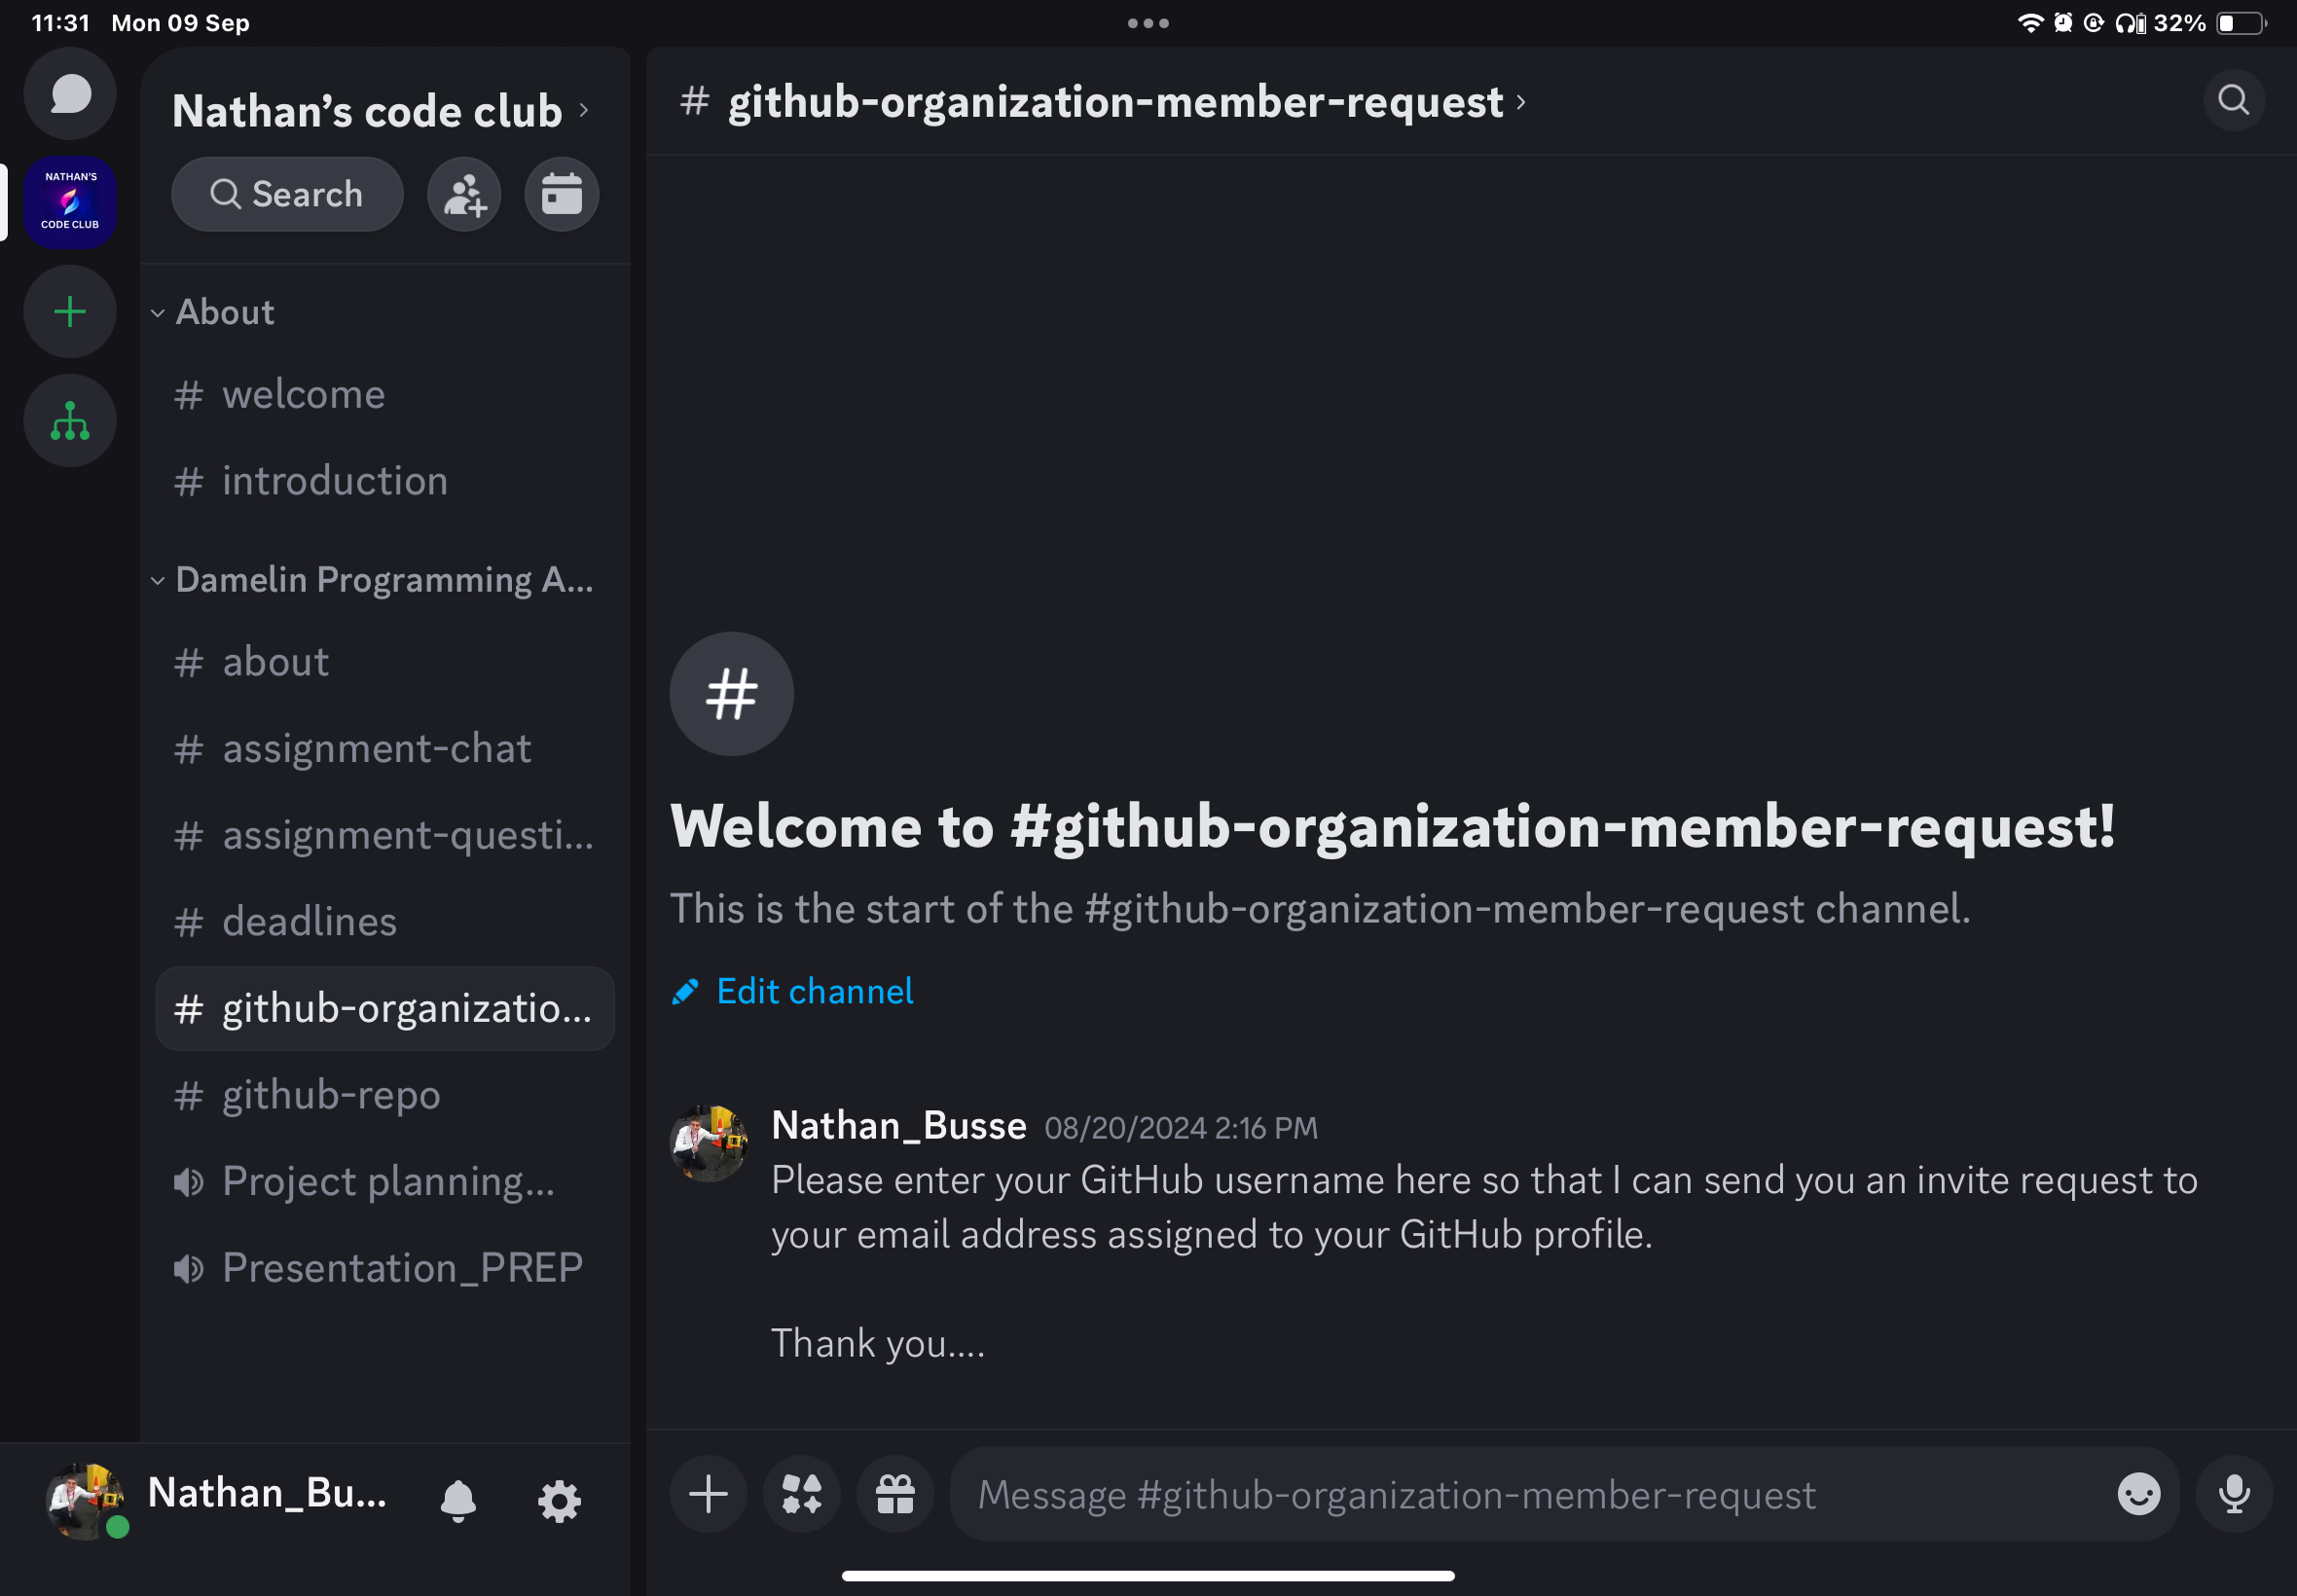 11:31 Mon 09 Sep
32%
NATHAN'S
CODE CLUB
Nathan’s code club
Search
About
# welcome
# introduction
Damelin Programming A...
# about
# assignment-chat
# assignment-questi...
# deadlines
# github-organizatio...
# github-repo
Project planning...
Presentation_PREP
Nathan_Bu...
# github-organization-member-request
#
Welcome to #github-organization-member-request!
This is the start of the #github-organization-member-request channel.
Edit channel
Nathan_Busse 08/20/2024 2:16 PM
Please enter your GitHub username here so that I can send you an invite request to
your email address assigned to your GitHub profile.
Thank you....
Message #github-organization-member-request